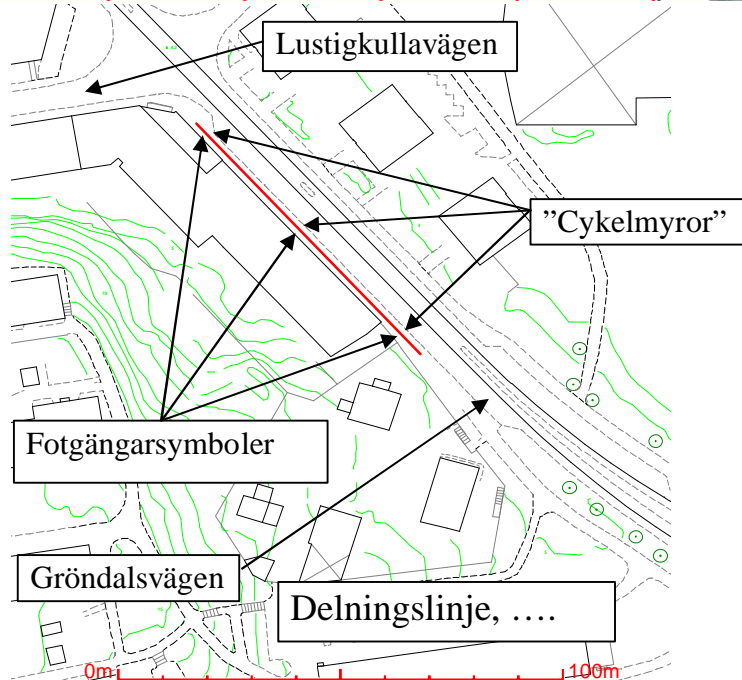 Lustigkullavägen
”Cykelmyror”
Fotgängarsymboler
Gröndalsvägen
Delningslinje, ….
0m 100m